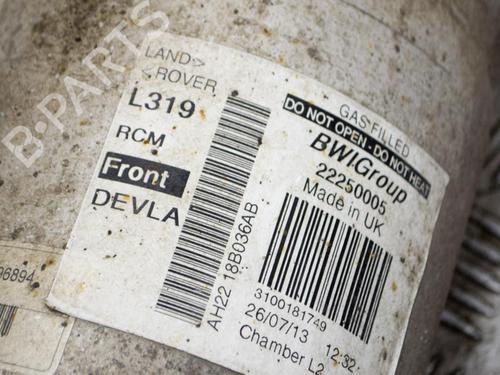 B-PARTS
LAND>
<ROVER
L319
RCM
Front
DEVLA
AH22 18B036AB
GAS FILLED
DO NOT OPEN - DO NOT HEAT
BWIGroup
22250005
Made in UK
3100181749
26/07/13 12:32
Chamber L2
96894